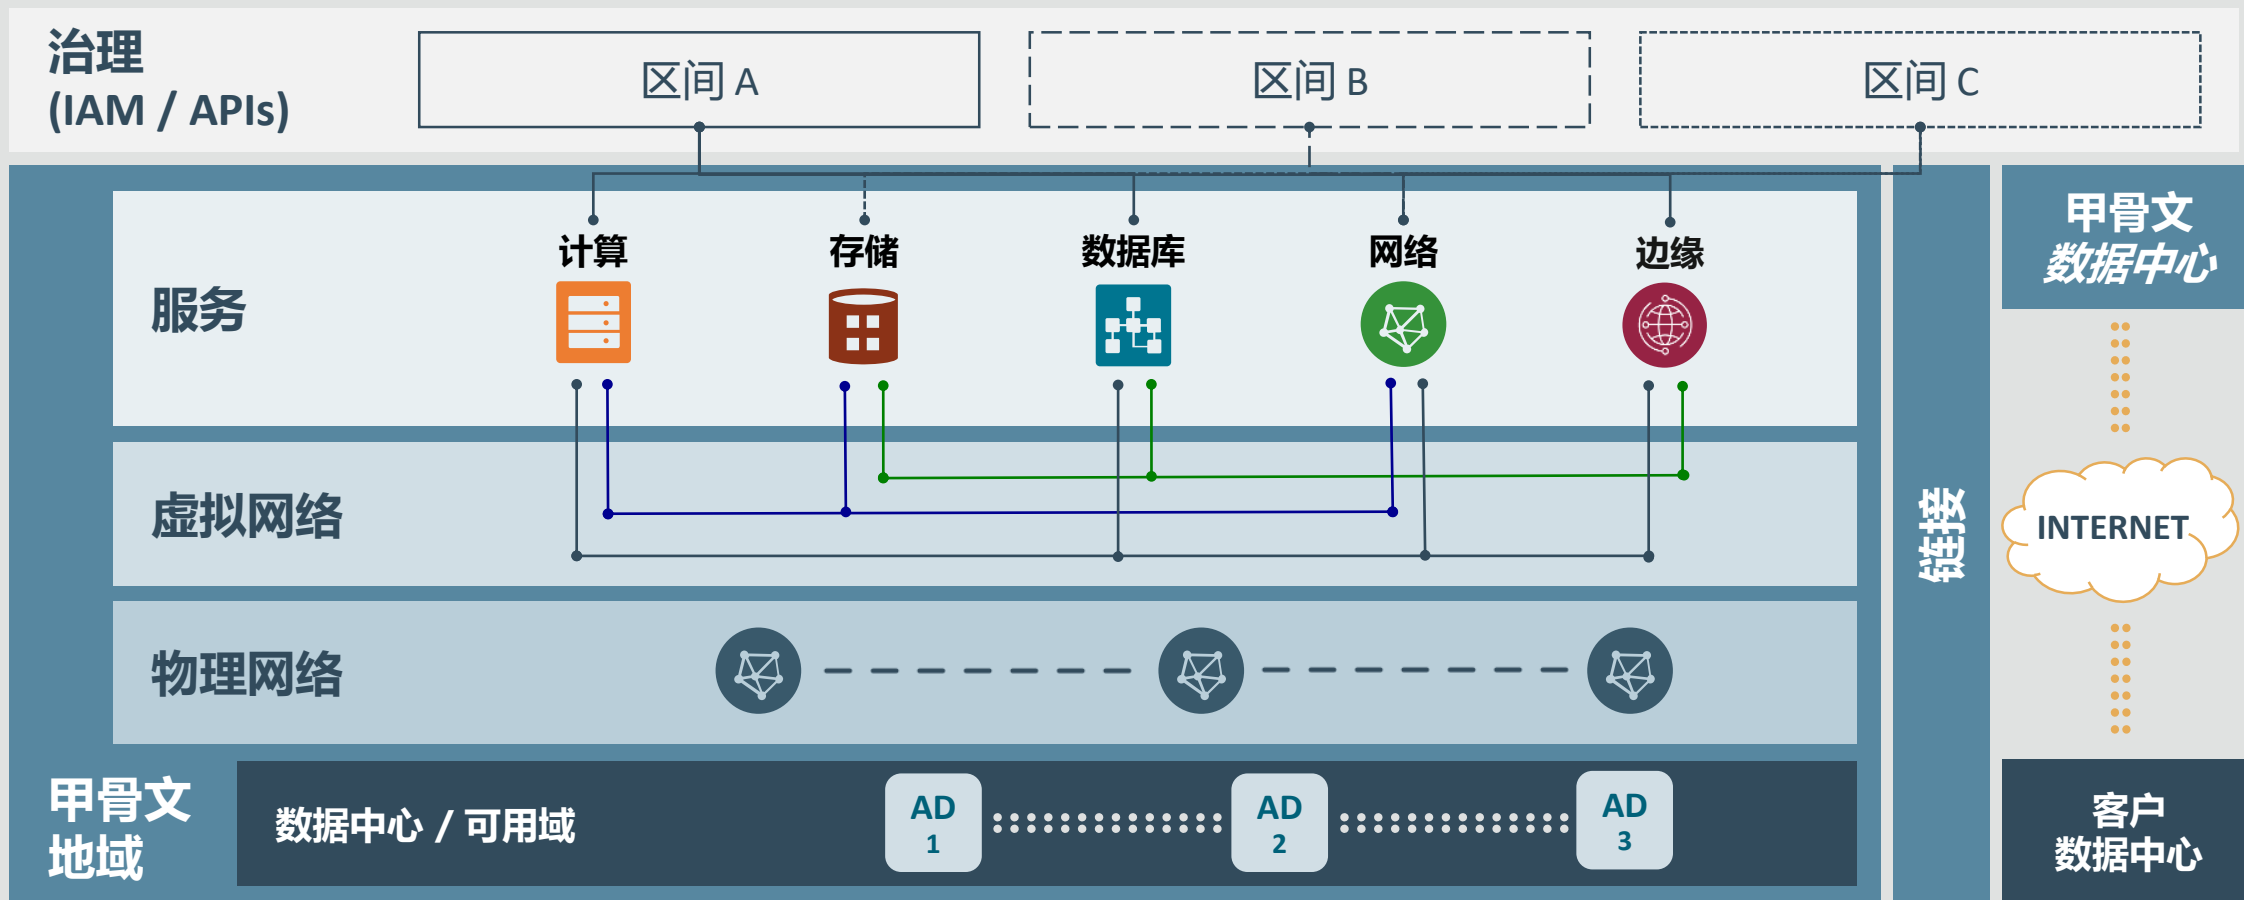 治理
(IAM / APIs)
区间 A
区间 B
区间 C
服务
计算
存储
数据库
网络
边缘
虚拟网络
物理网络
甲骨文
地域
数据中心 / 可用域
AD
1
AD
2
AD
3
链接
甲骨文
数据中心
INTERNET
客户
数据中心